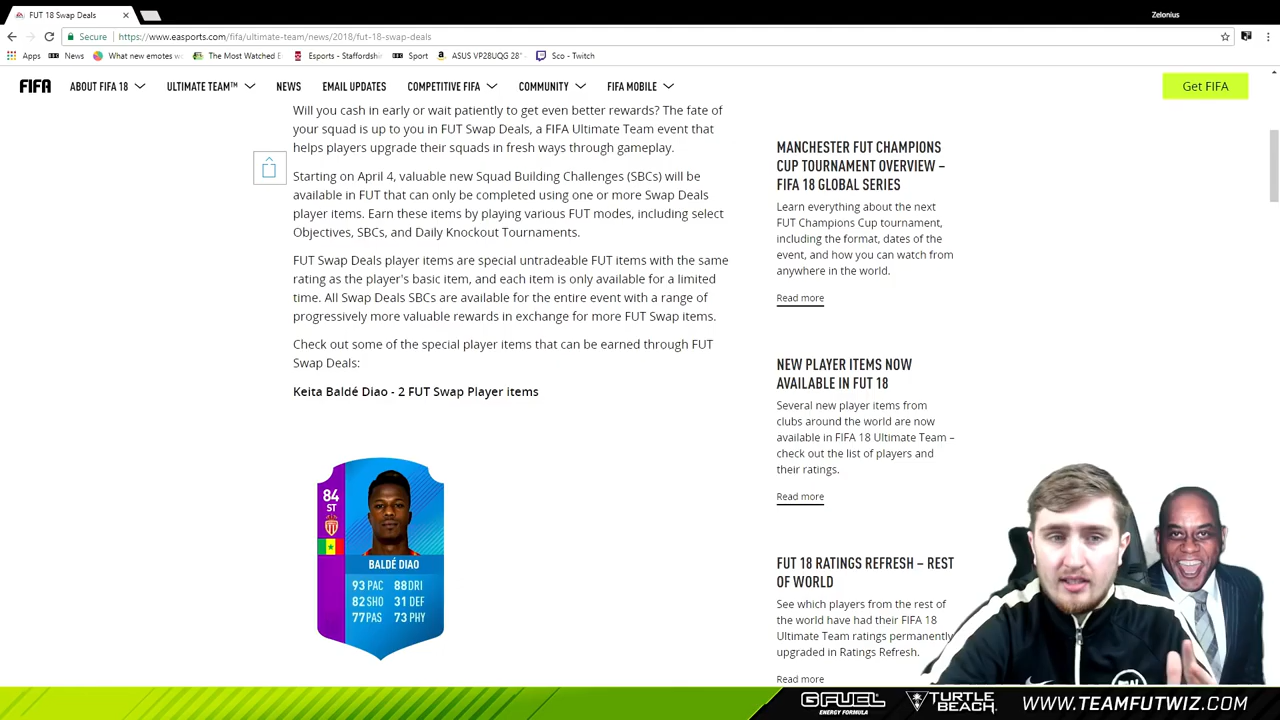 FUT 18 Swap Deals
Zelonius
Secure https://www.easports.com/fifa/ultimate-team/news/2018/fut-18-swap-deals
Apps News What new emotes w The Most Watched E Esports - Staffordshi Sport ASUS VP28UQG 28" Sco - Twitch
FIFA ABOUT FIFA 18 ULTIMATE TEAM™ NEWS EMAIL UPDATES COMPETITIVE FIFA COMMUNITY FIFA MOBILE Get FIFA
Will you cash in early or wait patiently to get even better rewards? The fate of
your squad is up to you in FUT Swap Deals, a FIFA Ultimate Team event that
helps players upgrade their squads in fresh ways through gameplay.
Starting on April 4, valuable new Squad Building Challenges (SBCs) will be
available in FUT that can only be completed using one or more Swap Deals
player items. Earn these items by playing various FUT modes, including select
Objectives, SBCs, and Daily Knockout Tournaments.
FUT Swap Deals player items are special untradeable FUT items with the same
rating as the player's basic item, and each item is only available for a limited
time. All Swap Deals SBCs are available for the entire event with a range of
progressively more valuable rewards in exchange for more FUT Swap items.
Check out some of the special player items that can be earned through FUT
Swap Deals:
Keita Baldé Diao - 2 FUT Swap Player items
84
ST
BALDÉ DIAO
93 PAC 88 DRI
82 SHO 31 DEF
77 PAS 73 PHY
MANCHESTER FUT CHAMPIONS
CUP TOURNAMENT OVERVIEW –
FIFA 18 GLOBAL SERIES
Learn everything about the next
FUT Champions Cup tournament,
including the format, dates of the
event, and how you can watch from
anywhere in the world.
Read more
NEW PLAYER ITEMS NOW
AVAILABLE IN FUT 18
Several new player items from
clubs around the world are now
available in FIFA 18 Ultimate Team –
check out the list of players and
their ratings.
Read more
FUT 18 RATINGS REFRESH – REST
OF WORLD
See which players from the rest of
the world have had their FIFA 18
Ultimate Team ratings permanently
upgraded in Ratings Refresh.
Read more
G FUEL ENERGY FORMULA TURTLE BEACH WWW.TEAMFUTWIZ.COM